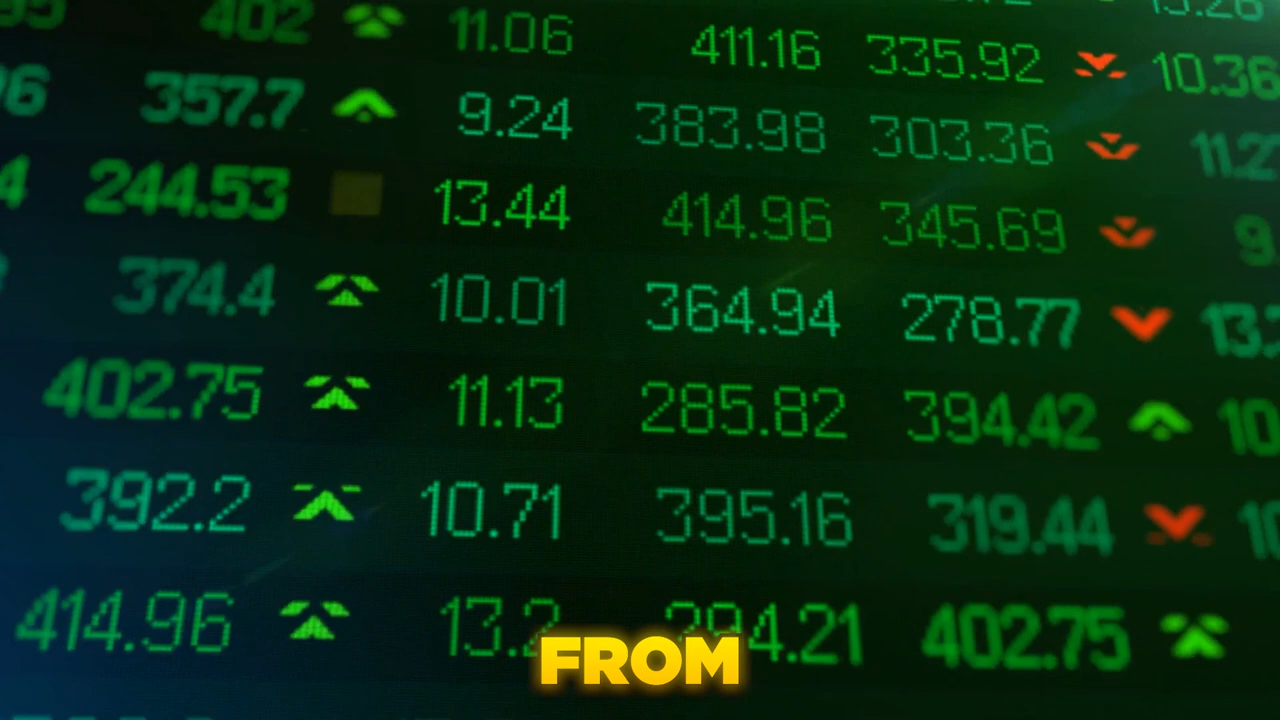 402 11.06 411.16 335.92 10.36
357.7 9.24 383.98 303.36
244.53 13.44 414.96 345.69
374.4 10.01 364.94 278.77
402.75 11.13 285.82 394.42
392.2 10.71 395.16 319.44
414.96 13.2 294.21 402.75
FROM